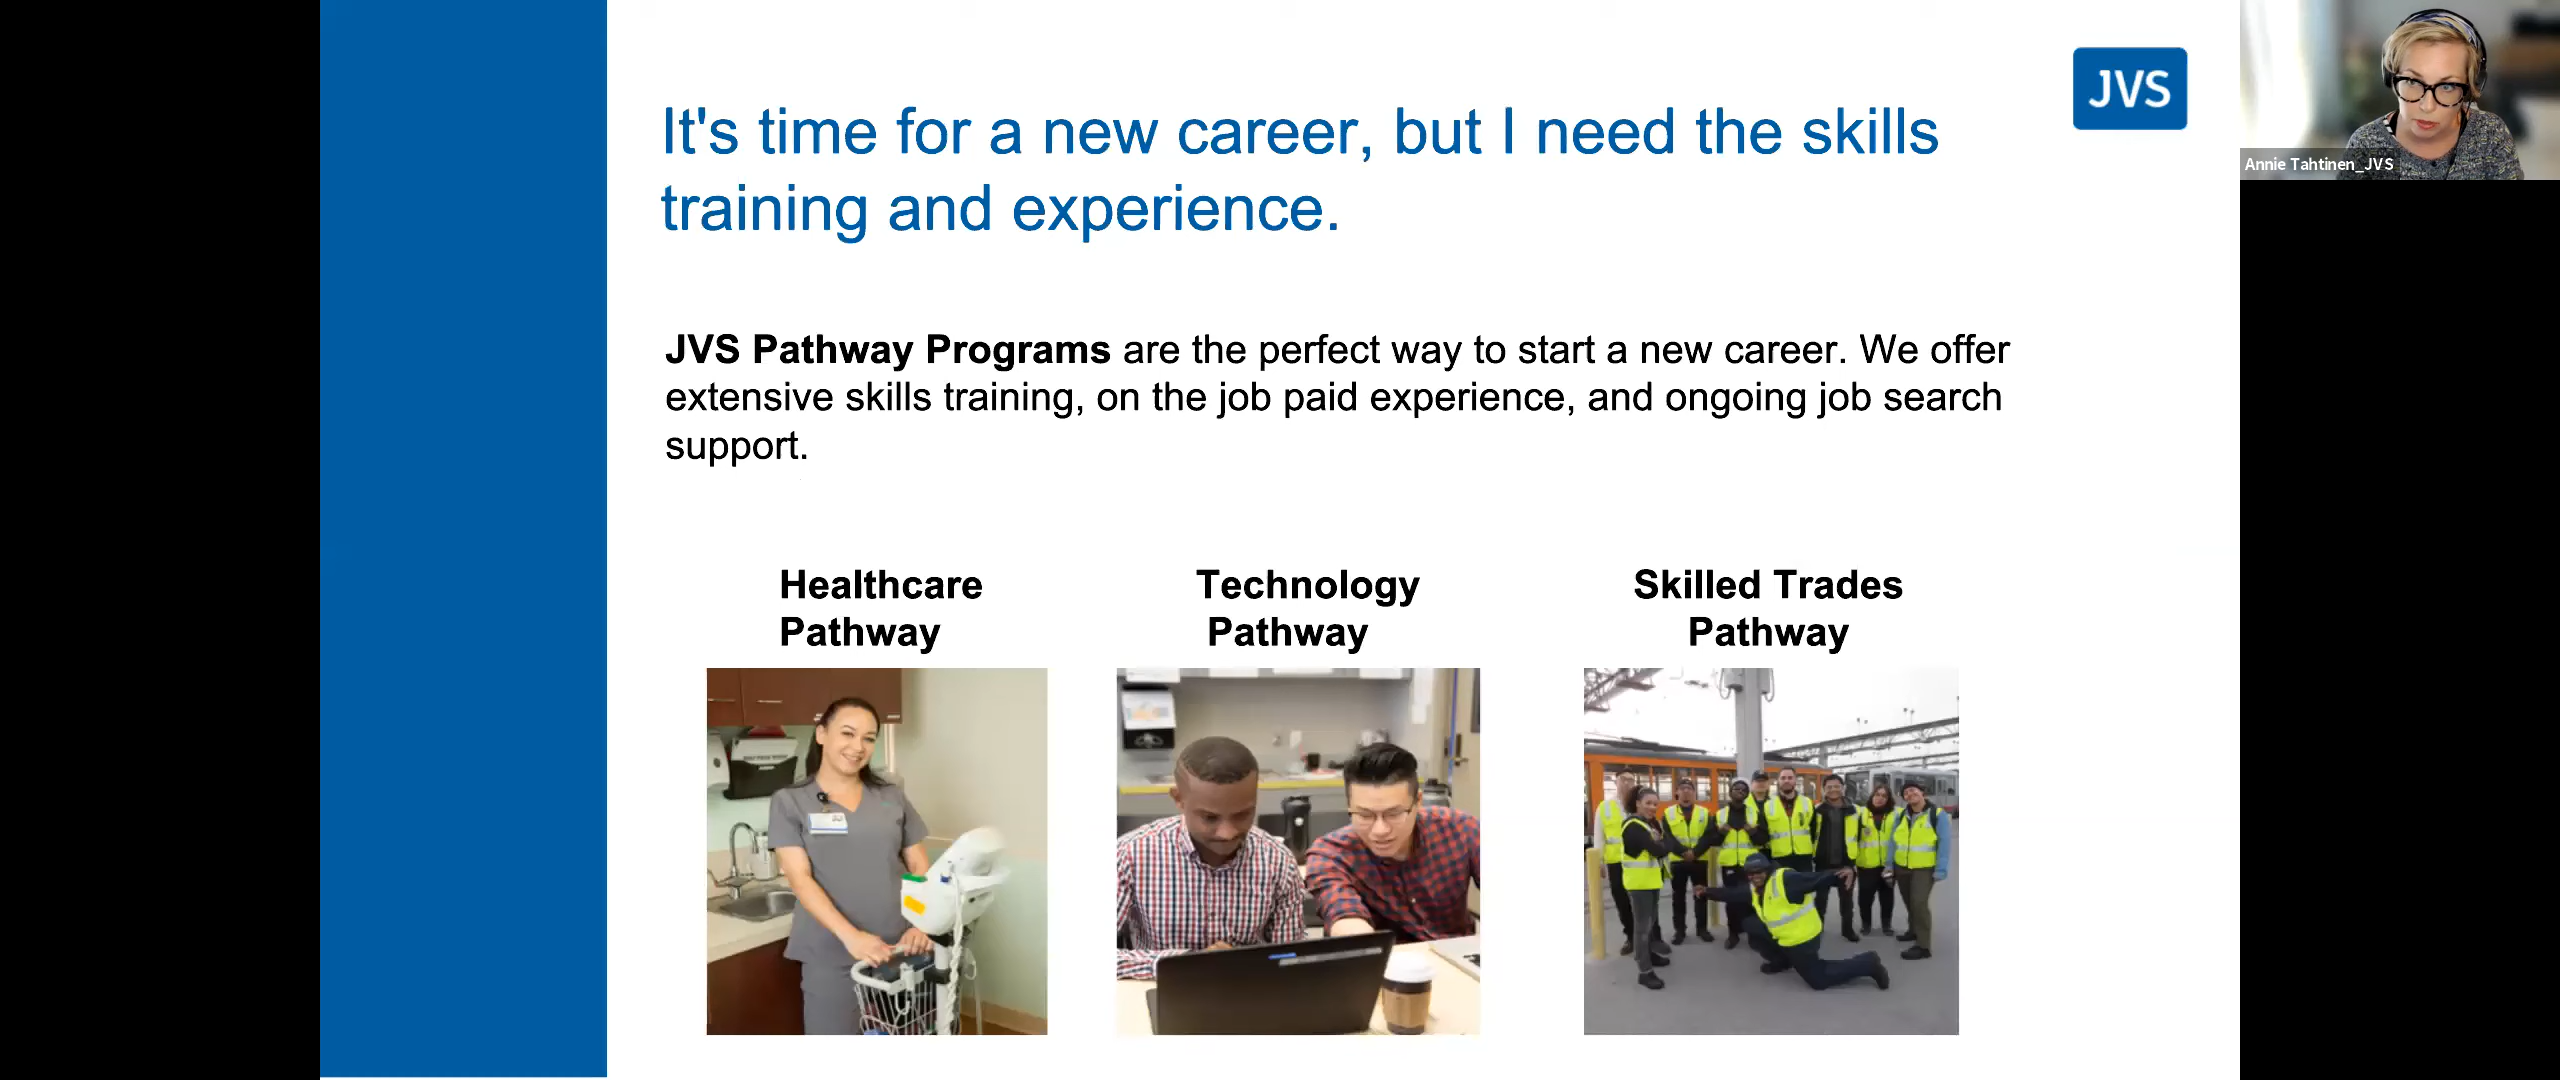 It's time for a new career, but I need the skills
training and experience.
JVS
Annie Tahtinen_JVS
JVS Pathway Programs are the perfect way to start a new career. We offer
extensive skills training, on the job paid experience, and ongoing job search
support.
Healthcare
Pathway
Technology
Pathway
Skilled Trades
Pathway